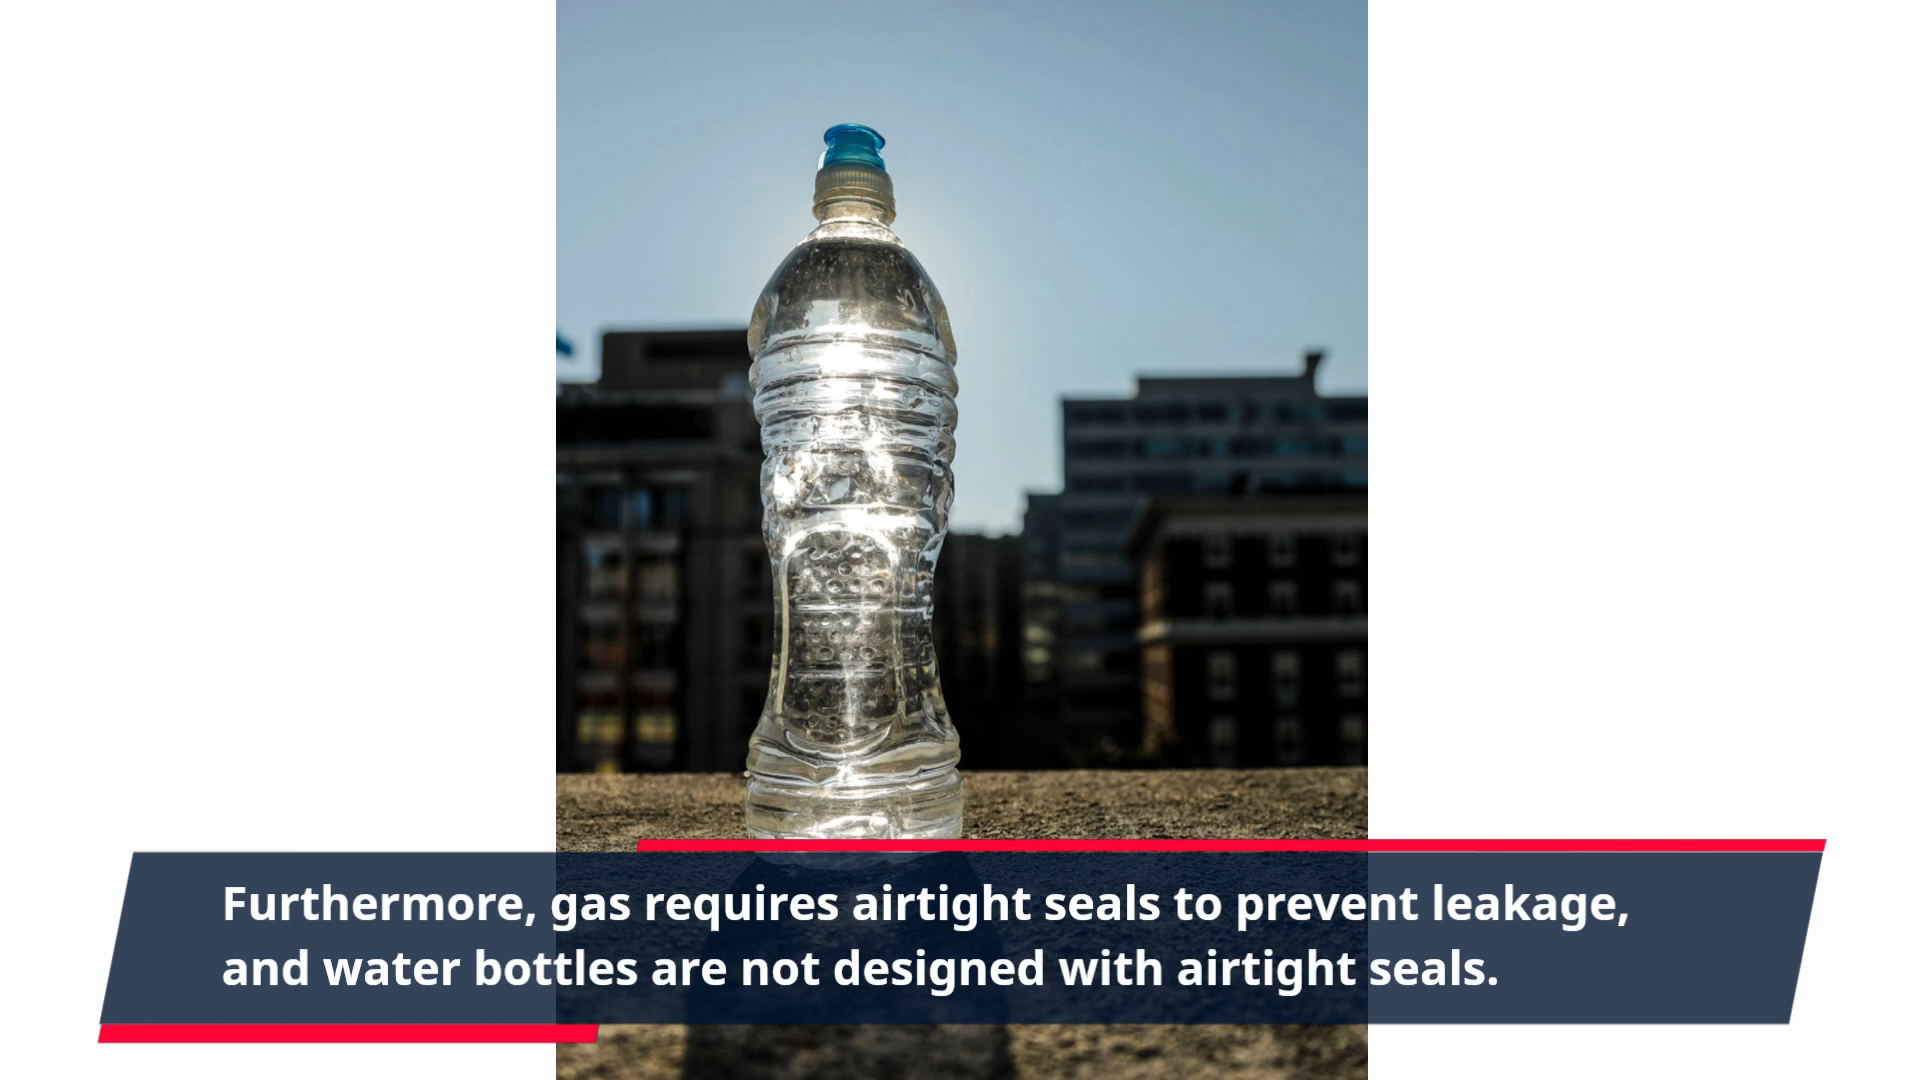 Furthermore, gas requires airtight seals to prevent leakage,
and water bottles are not designed with airtight seals.